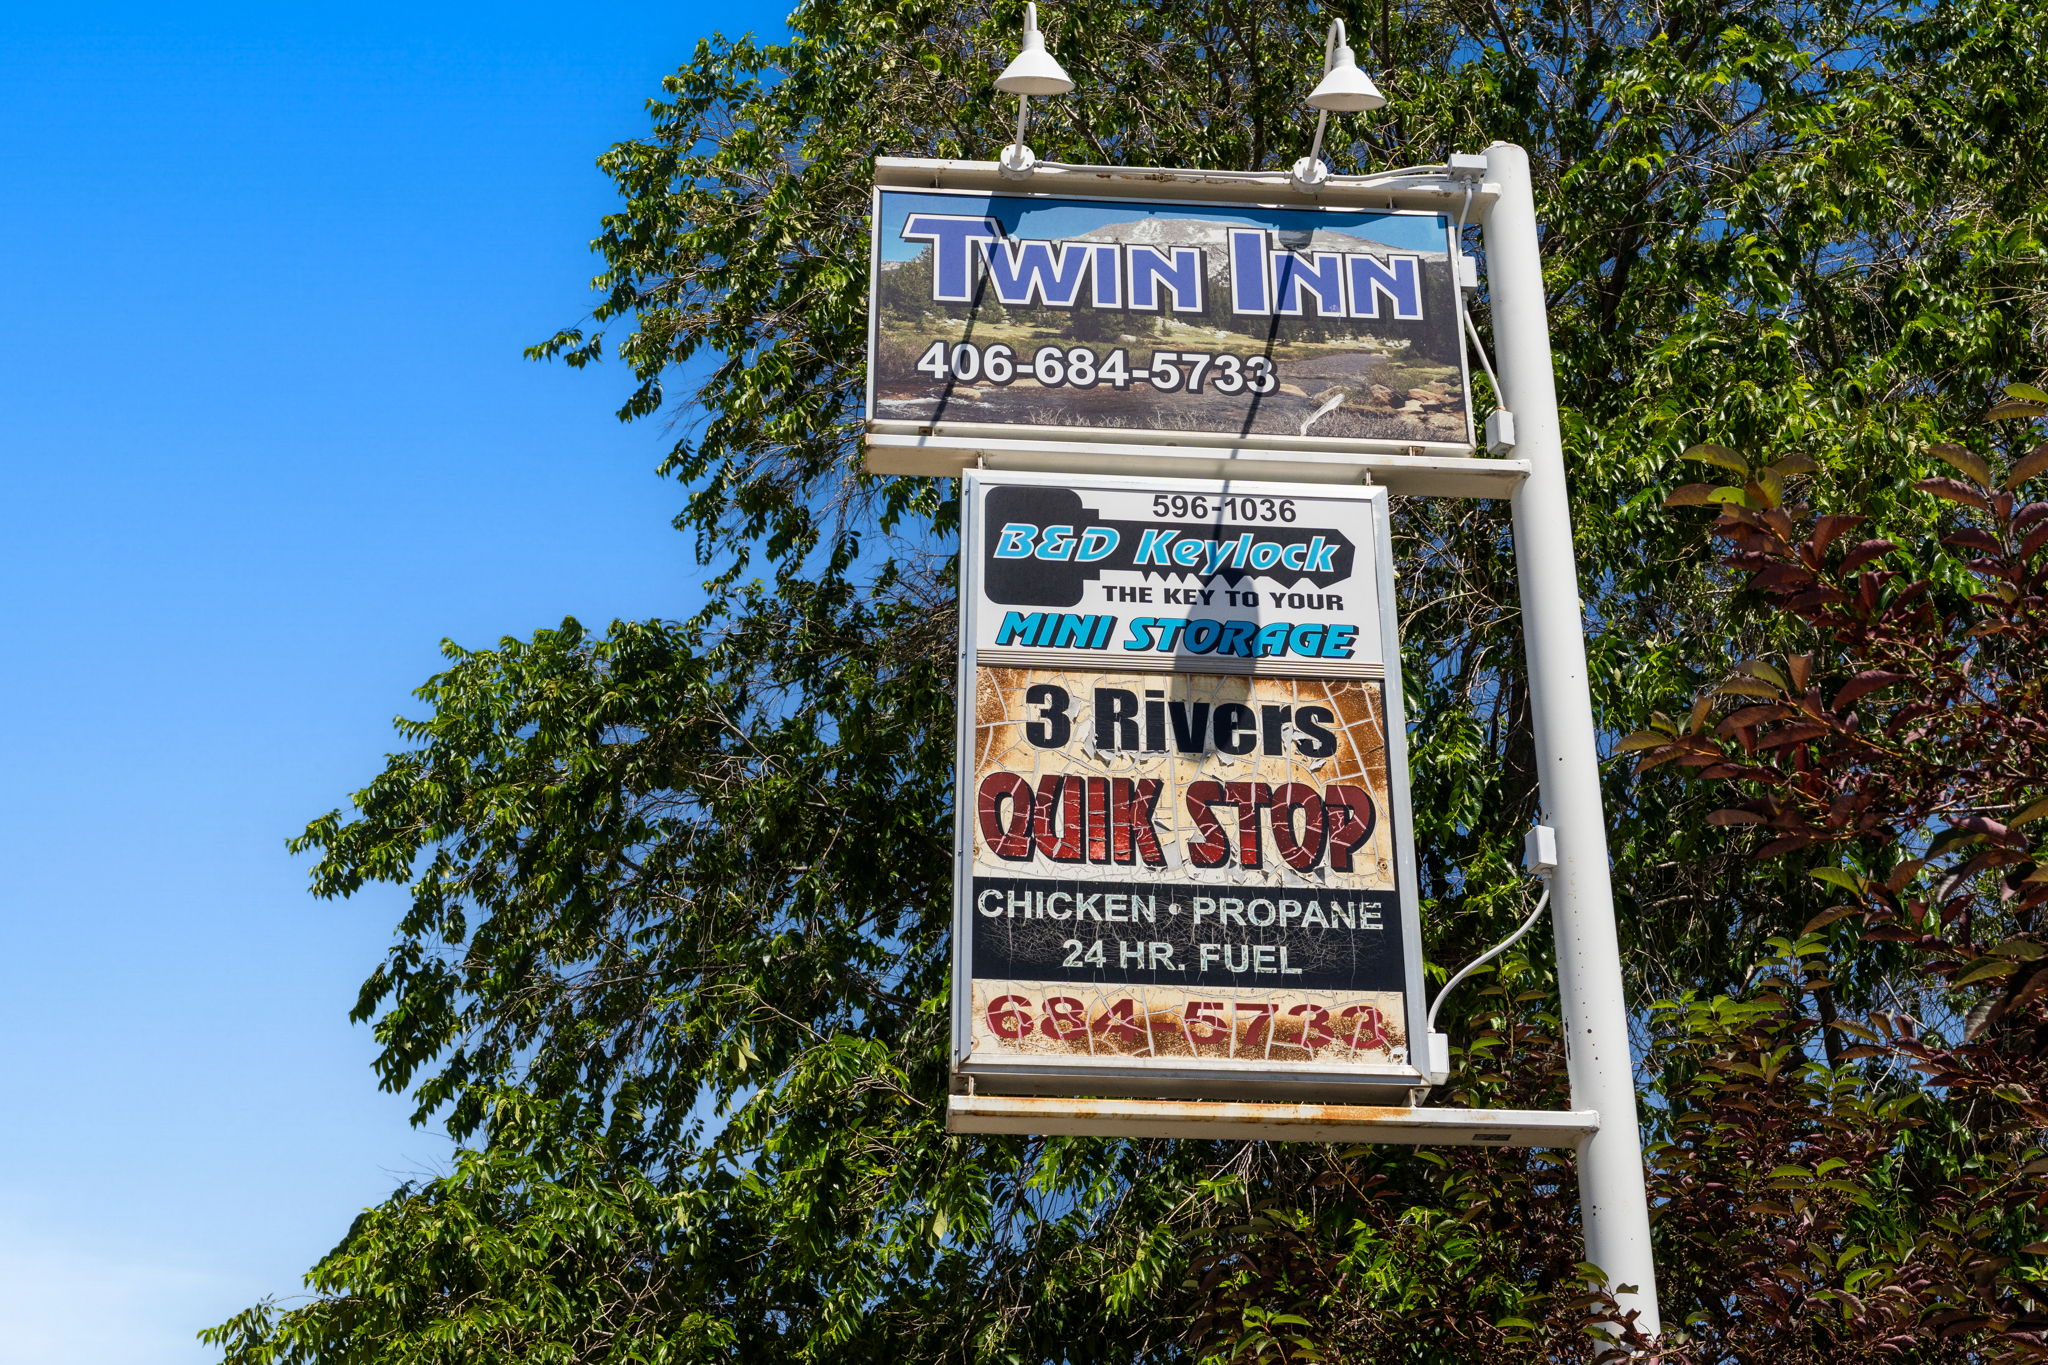 TWIN INN
406-684-5733
596-1036
B&D Keylock
THE KEY TO YOUR
MINI STORAGE
3 Rivers
QUIK STOP
CHICKEN • PROPANE
24 HR. FUEL
684-5733